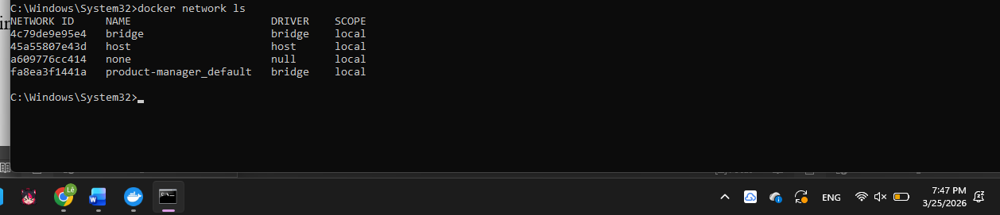 C:\Windows\System32>docker network ls
NETWORK ID     NAME                      DRIVER    SCOPE
4c79de9e95e4   bridge                    bridge    local
45a55807e43d   host                      host      local
a609776cc414   none                      null      local
fa8ea3f1441a   product-manager_default   bridge    local
C:\Windows\System32>
Lê
W
C:\
ENG
7:47 PM
3/25/2026